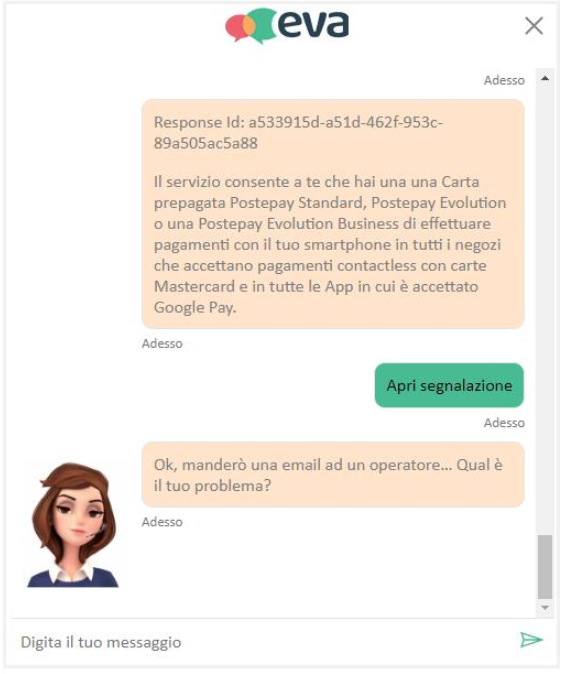 eva
Adesso
Response Id: a533915d-a51d-462f-953c-
89a505ac5a88
Il servizio consente a te che hai una una Carta
prepagata Postepay Standard, Postepay Evolution
o una Postepay Evolution Business di effettuare
pagamenti con il tuo smartphone in tutti i negozi
che accettano pagamenti contactless con carte
Mastercard e in tutte le App in cui è accettato
Google Pay.
Adesso
Apri segnalazione
Adesso
Ok, manderò una email ad un operatore... Qual è
il tuo problema?
Adesso
Digita il tuo messaggio